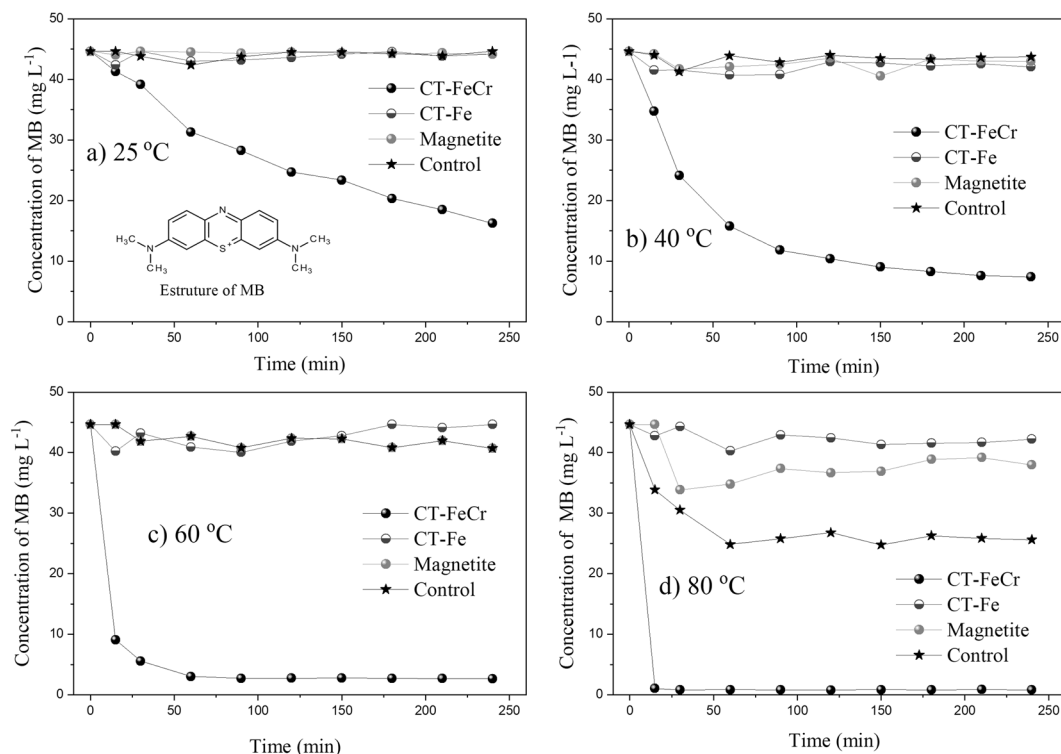 50
40
30
20
10
0
Concentration of MB (mg L-1)
CT-FeCr
CT-Fe
Magnetite
Control
a) 25 °C
N
H3C
N
CH3
S+
CH3
N
CH3
Estruture of MB
0 50 100 150 200 250
Time (min)
50
40
30
20
10
0
Concentration of MB (mg L-1)
CT-FeCr
CT-Fe
Magnetite
Control
b) 40 °C
0 50 100 150 200 250
Time (min)
50
40
30
20
10
0
Concentration of MB (mg L-1)
CT-FeCr
CT-Fe
Magnetite
Control
c) 60 °C
0 50 100 150 200 250
Time (min)
50
40
30
20
10
0
Concentration of MB (mg L-1)
CT-FeCr
CT-Fe
Magnetite
Control
d) 80 °C
0 50 100 150 200 250
Time (min)